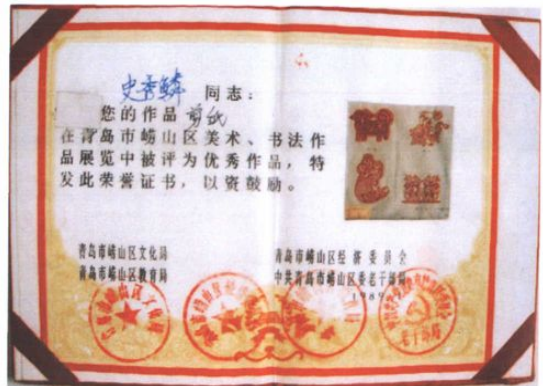 史秀鳞 同志：
您的作品 剪纸
在青岛市崂山区美术、书法作
品展览中被评为优秀作品，特
发此荣誉证书，以资鼓励。
青岛市崂山区文化局
青岛市崂山区教育局
青岛市崂山区经济委员会
中共青岛市崂山区委老干部局